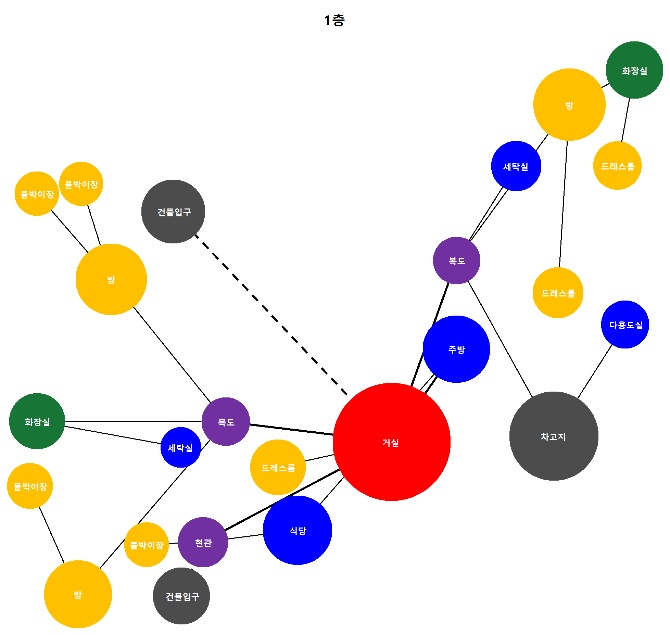 1층
화장실
방
세탁실
드레스룸
붙박이장
붙박이장
건물입구
복도
방
드레스룸
다용도실
주방
화장실
복도
거실
차고지
세탁실
드레스룸
붙박이장
식당
붙박이장
현관
방
건물입구